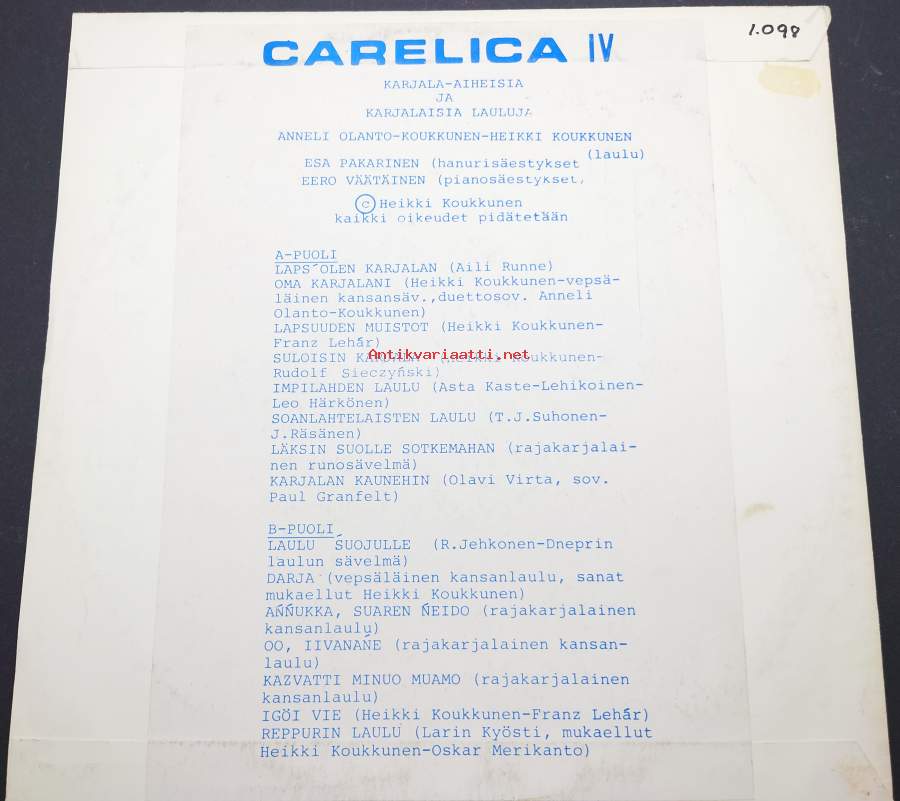 1.098
CARELICA IV
KARJALA-AIHEISIA
JA
KARJALAISIA LAULUJA
ANNELI OLANTO-KOUKKUNEN-HEIKKI KOUKKUNEN
(laulu)
ESA PAKARINEN (hanurisäestykset
EERO VÄÄTÄINEN (pianosäestykset,
© Heikki Koukkunen
kaikki oikeudet pidätetään
A-PUOLI
LAPS´OLEN KARJALAN (Aili Runne)
OMA KARJALANI (Heikki Koukkunen-vepsä-
läinen kansansäv.,duettosov. Anneli
Olanto-Koukkunen)
LAPSUUDEN MUISTOT (Heikki Koukkunen-
Franz Lehár)
Antikvariaatti.net
SULOISIN KARJALA (Heikki Koukkunen-
Rudolf Sieczyński)
IMPILAHDEN LAULU (Asta Kaste-Lehikoinen-
Leo Härkönen)
SOANLAHTELAISTEN LAULU (T.J.Suhonen-
J.Räsänen)
LÄKSIN SUOLLE SOTKEMAHAN (rajakarjalai-
nen runosävelmä)
KARJALAN KAUNEHIN (Olavi Virta, sov.
Paul Granfelt)
B-PUOLI
LAULU SUOJULLE (R.Jehkonen-Dneprin
laulun sävelmä)
DARJA (vepsäläinen kansanlaulu, sanat
mukaellut Heikki Koukkunen)
AŃŃUKKA, SUAREN ŃEIDO (rajakarjalainen
kansanlaulu)
OO, IIVANAŃE (rajakarjalainen kansan-
laulu)
KAZVATTI MINUO MUAMO (rajakarjalainen
kansanlaulu)
IGÖI VIE (Heikki Koukkunen-Franz Lehár)
REPPURIN LAULU (Larin Kyösti, mukaellut
Heikki Koukkunen-Oskar Merikanto)